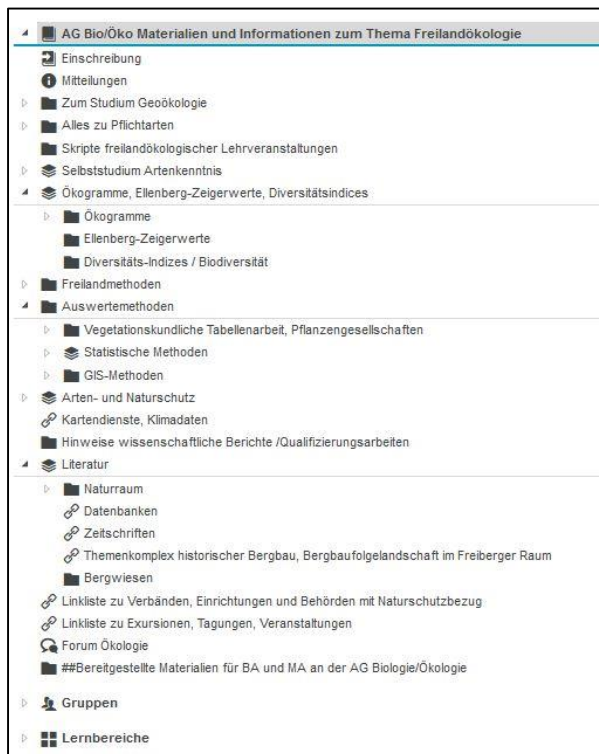 AG Bio/Öko Materialien und Informationen zum Thema Freilandökologie
Einschreibung
Mitteilungen
Zum Studium Geoökologie
Alles zu Pflichtarten
Skripte freilandökologischer Lehrveranstaltungen
Selbststudium Artenkenntnis
Ökogramme, Ellenberg-Zeigerwerte, Diversitätsindices
Ökogramme
Ellenberg-Zeigerwerte
Diversitäts-Indizes / Biodiversität
Freilandmethoden
Auswertemethoden
Vegetationskundliche Tabellenarbeit, Pflanzengesellschaften
Statistische Methoden
GIS-Methoden
Arten- und Naturschutz
Kartendienste, Klimadaten
Hinweise wissenschaftliche Berichte /Qualifizierungsarbeiten
Literatur
Naturraum
Datenbanken
Zeitschriften
Themenkomplex historischer Bergbau, Bergbaufolgelandschaft im Freiberger Raum
Bergwiesen
Linkliste zu Verbänden, Einrichtungen und Behörden mit Naturschutzbezug
Linkliste zu Exursionen, Tagungen, Veranstaltungen
Forum Ökologie
##Bereitgestellte Materialien für BA und MA an der AG Biologie/Ökologie
Gruppen
Lernbereiche